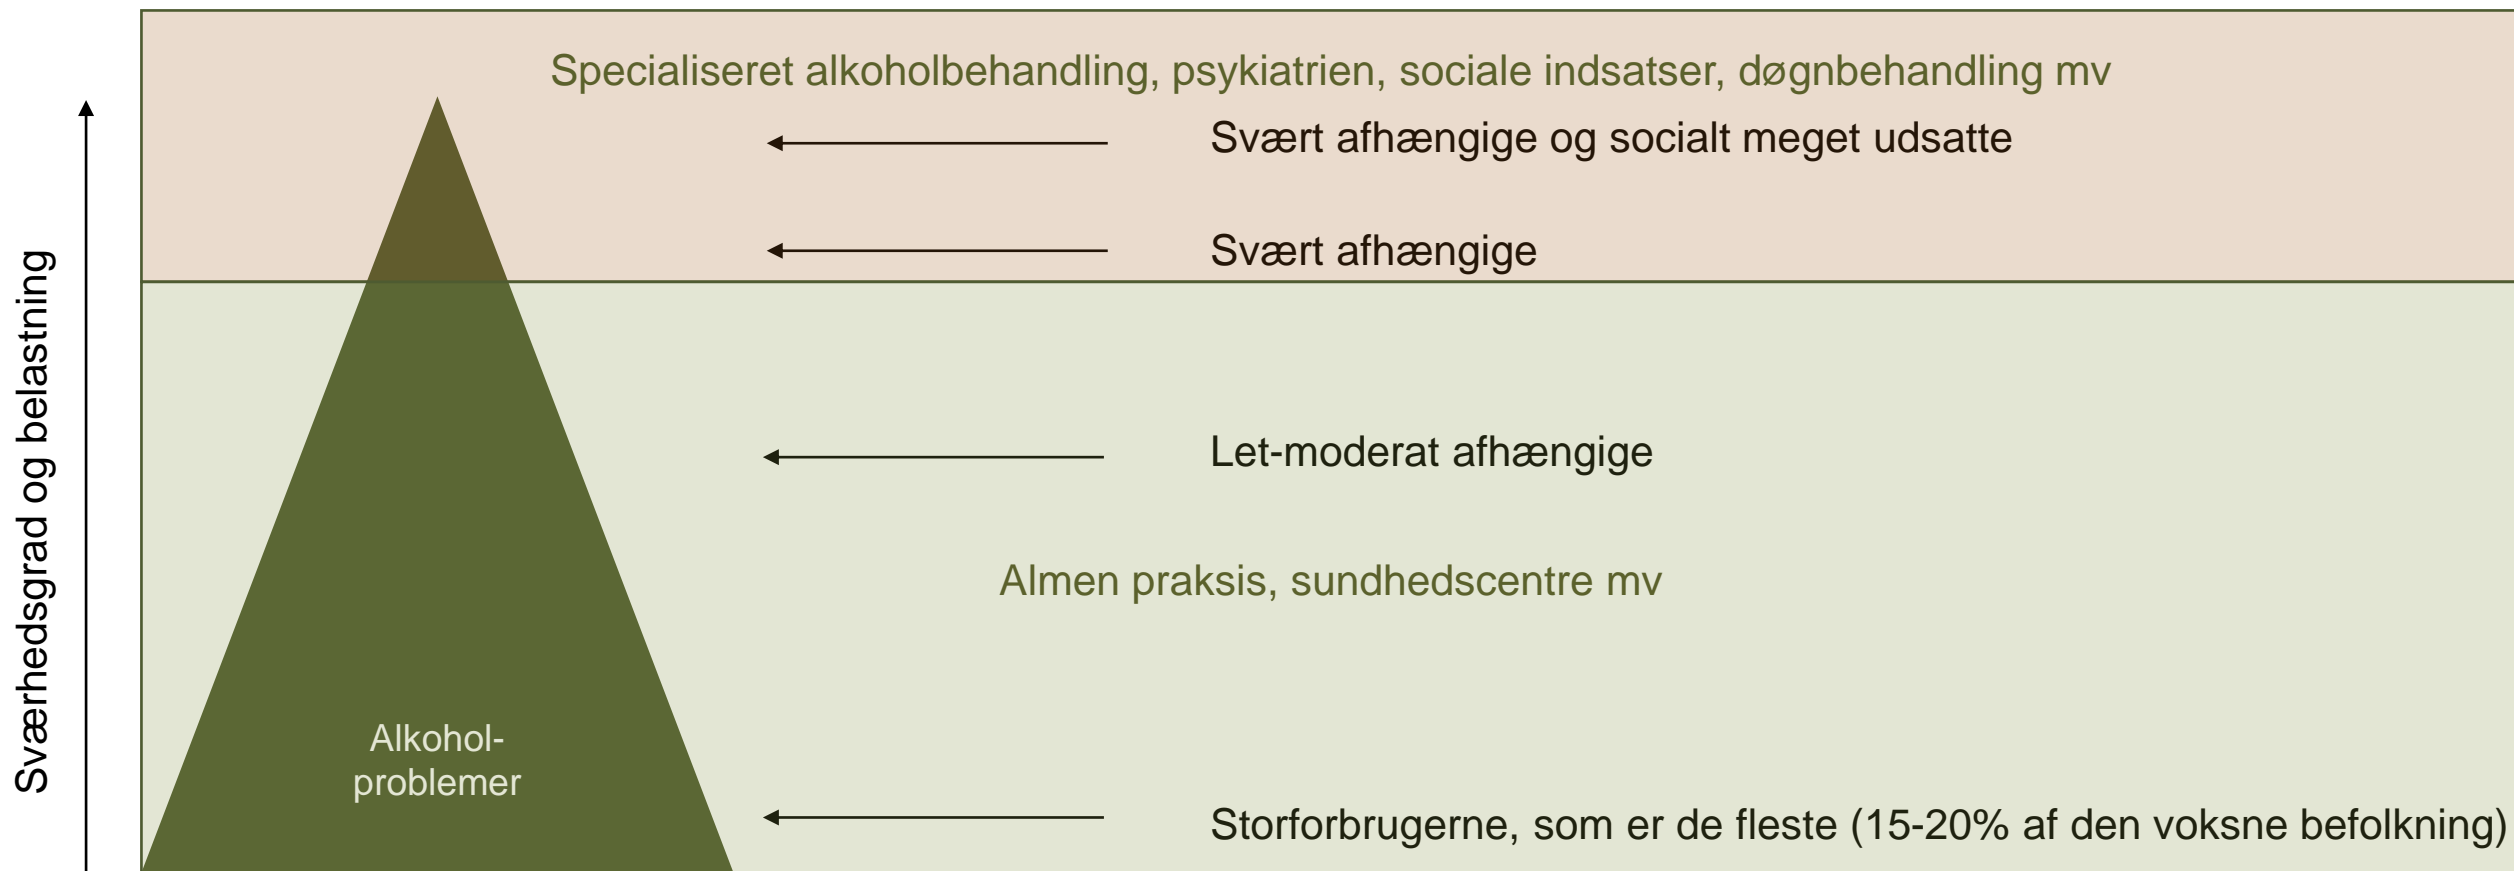 Specialiseret alkoholbehandling, psykiatrien, sociale indsatser, døgnbehandling mv
Svært afhængige og socialt meget udsatte
Svært afhængige
Sværhedsgrad og belastning
Let-moderat afhængige
Almen praksis, sundhedscentre mv
Alkohol-
problemer
Storforbrugerne, som er de fleste (15-20% af den voksne befolkning)